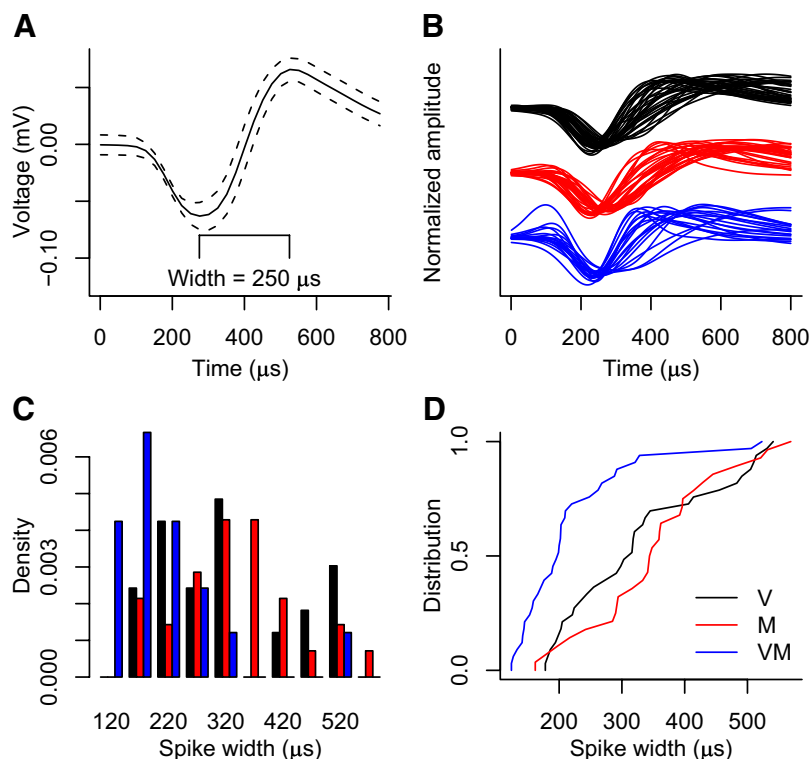 A
Voltage (mV)
0.00
−0.10
Width = 250 μs
0 200 400 600 800
Time (μs)
B
Normalized amplitude
0 200 400 600 800
Time (μs)
C
Density
0.006
0.003
0.000
120 220 320 420 520
Spike width (μs)
D
Distribution
1.0
0.5
0.0
V
M
VM
200 300 400 500
Spike width (μs)